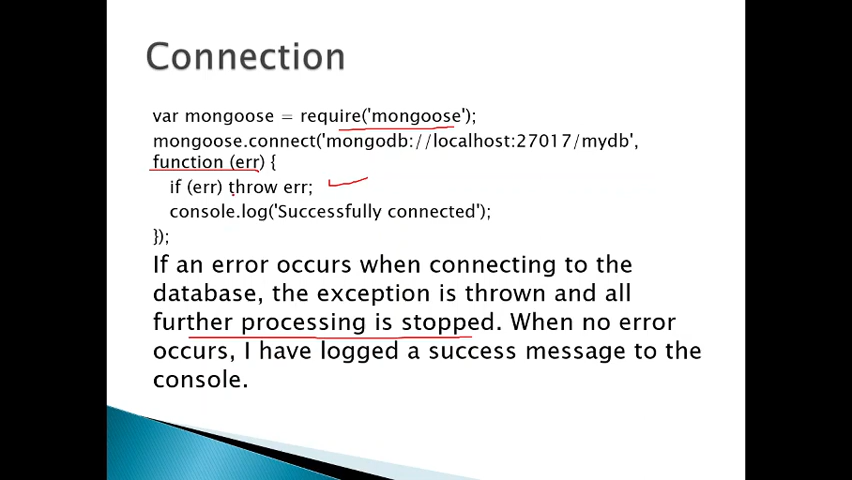 Connection
var mongoose = require('mongoose');
mongoose.connect('mongodb://localhost:27017/mydb',
function (err) {
if (err) throw err;
console.log('Successfully connected');
});
If an error occurs when connecting to the
database, the exception is thrown and all
further processing is stopped. When no error
occurs, I have logged a success message to the
console.